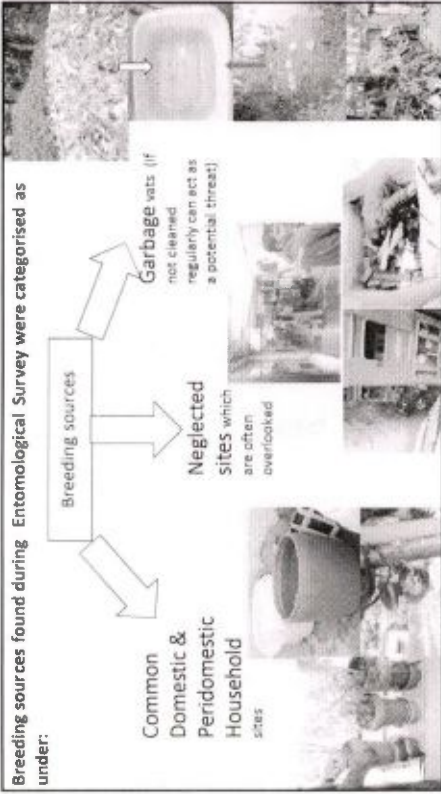 Breeding sources found during Entomological Survey were categorised as
under:
Breeding sources
Common
Domestic &
Peridomestic
Household
sites
Neglected
sites which
are often
overlooked
Garbage vats (If
not cleaned
regularly can act as
a potential threat)